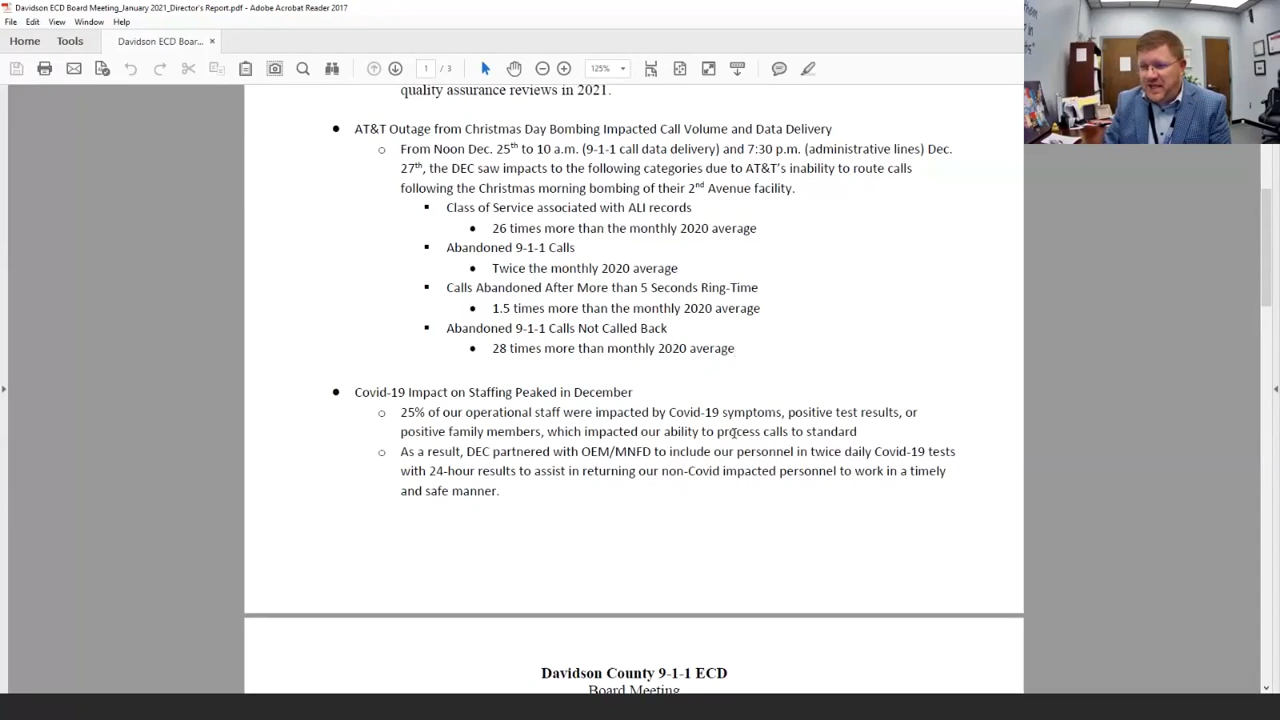 Davidson ECD Board Meeting_January 2021_Director's Report.pdf - Adobe Acrobat Reader 2017
File Edit View Window Help
Home Tools Davidson ECD Boar... ×
1 / 3 125%
quality assurance reviews in 2021.
• AT&T Outage from Christmas Day Bombing Impacted Call Volume and Data Delivery
o From Noon Dec. 25th to 10 a.m. (9-1-1 call data delivery) and 7:30 p.m. (administrative lines) Dec.
27th, the DEC saw impacts to the following categories due to AT&T's inability to route calls
following the Christmas morning bombing of their 2nd Avenue facility.
▪ Class of Service associated with ALI records
• 26 times more than the monthly 2020 average
▪ Abandoned 9-1-1 Calls
• Twice the monthly 2020 average
▪ Calls Abandoned After More than 5 Seconds Ring-Time
• 1.5 times more than the monthly 2020 average
▪ Abandoned 9-1-1 Calls Not Called Back
• 28 times more than monthly 2020 average
• Covid-19 Impact on Staffing Peaked in December
o 25% of our operational staff were impacted by Covid-19 symptoms, positive test results, or
positive family members, which impacted our ability to process calls to standard
o As a result, DEC partnered with OEM/MNFD to include our personnel in twice daily Covid-19 tests
with 24-hour results to assist in returning our non-Covid impacted personnel to work in a timely
and safe manner.
Davidson County 9-1-1 ECD
Board Meeting